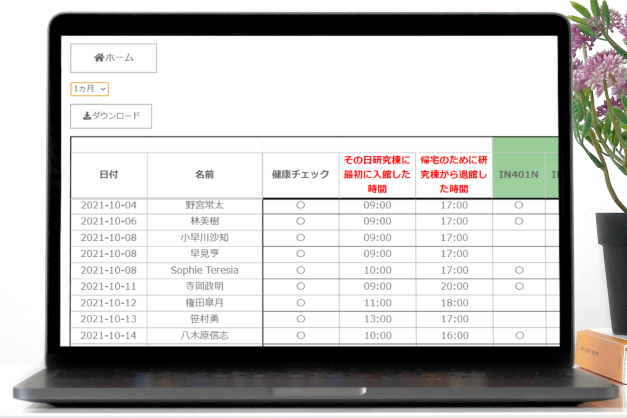 ホーム
1カ月
ダウンロード
日付 名前 健康チェック その日研究棟に最初に入館した時間 帰宅のために研究棟から退館した時間 IN401N
2021-10-04 野宮常太 〇 09:00 17:00 〇
2021-10-06 林美樹 〇 09:00 17:00 〇
2021-10-08 小早川沙知 〇 09:00 17:00
2021-10-08 早見亨 〇 09:00 17:00
2021-10-08 Sophie Teresia 〇 10:00 17:00 〇
2021-10-11 寺岡政明 〇 09:00 20:00 〇
2021-10-12 権田皐月 〇 11:00 18:00
2021-10-13 笹村勇 〇 13:00 17:00
2021-10-14 八木原信志 〇 10:00 16:00 〇